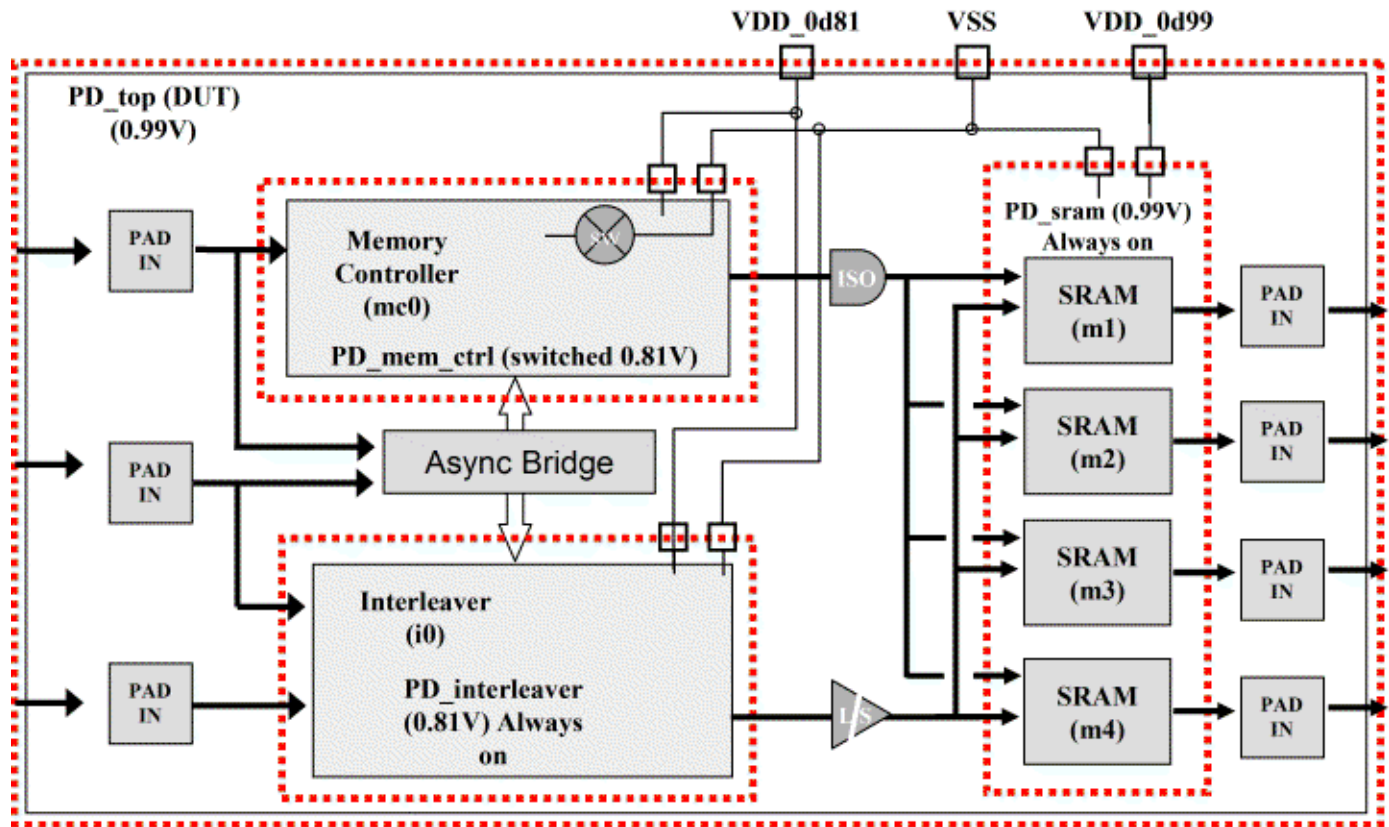 VDD_0d81
VSS
VDD_0d99
PD_top (DUT)
(0.99V)
PAD
IN
Memory
Controller
(mc0)
SW
PD_mem_ctrl (switched 0.81V)
ISO
PD_sram (0.99V)
Always on
SRAM
(m1)
PAD
IN
PAD
IN
Async Bridge
SRAM
(m2)
PAD
IN
SRAM
(m3)
PAD
IN
Interleaver
(i0)
PD_interleaver
(0.81V) Always
on
PAD
IN
L/S
SRAM
(m4)
PAD
IN